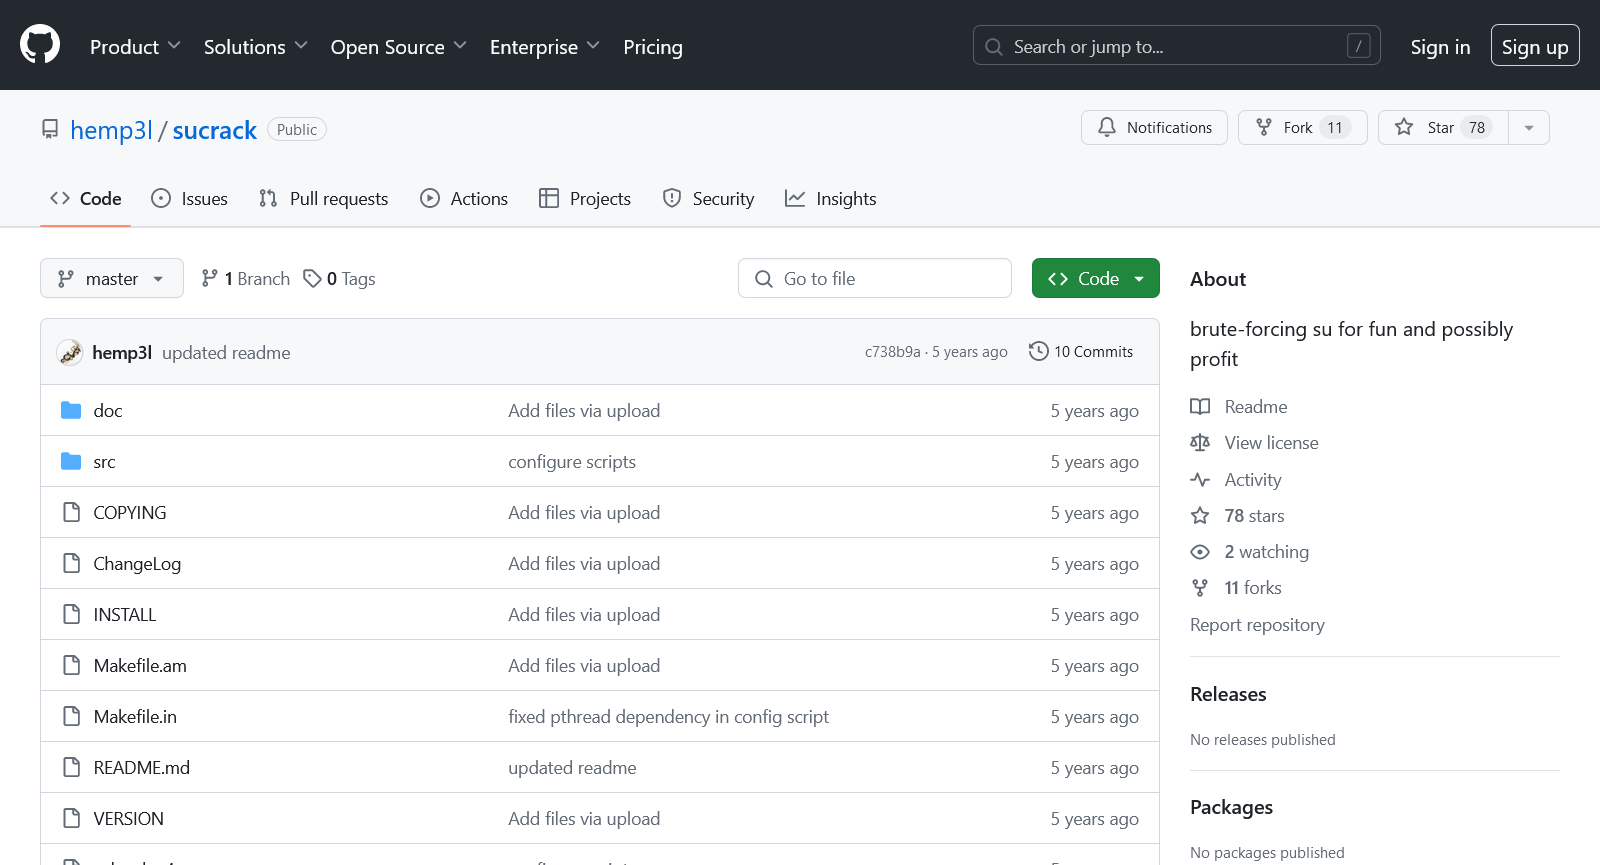 Product Solutions Open Source Enterprise Pricing Search or jump to... / Sign in Sign up
hemp3l / sucrack Public Notifications Fork 11 Star 78
Code Issues Pull requests Actions Projects Security Insights
master 1 Branch 0 Tags Go to file Code
hemp3l updated readme c738b9a · 5 years ago 10 Commits
doc Add files via upload 5 years ago
src configure scripts 5 years ago
COPYING Add files via upload 5 years ago
ChangeLog Add files via upload 5 years ago
INSTALL Add files via upload 5 years ago
Makefile.am Add files via upload 5 years ago
Makefile.in fixed pthread dependency in config script 5 years ago
README.md updated readme 5 years ago
VERSION Add files via upload 5 years ago
About
brute-forcing su for fun and possibly
profit
Readme
View license
Activity
78 stars
2 watching
11 forks
Report repository
Releases
No releases published
Packages
No packages published